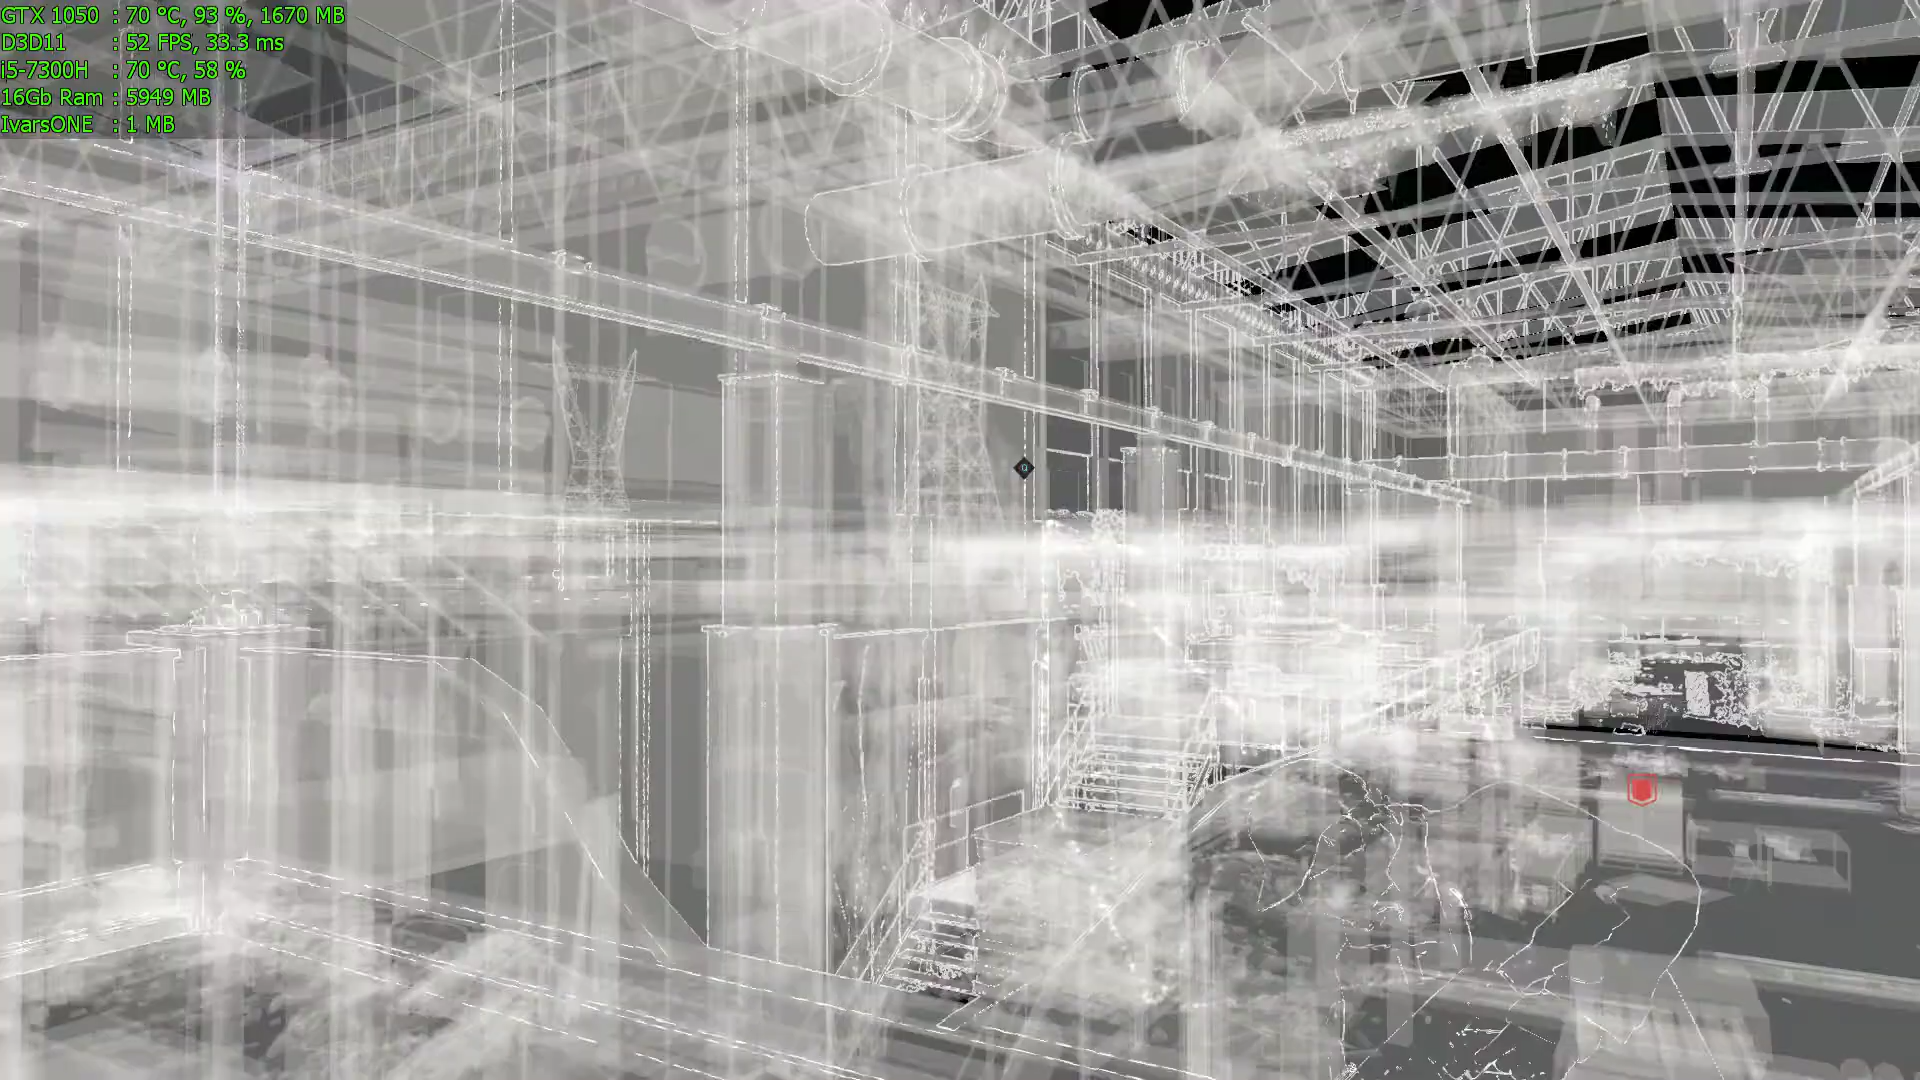 GTX 1050 : 70 °C, 93 %, 1670 MB
D3D11 : 52 FPS, 33.3 ms
i5-7300H : 70 °C, 58 %
16Gb Ram : 5949 MB
IvarsONE : 1 MB
Q